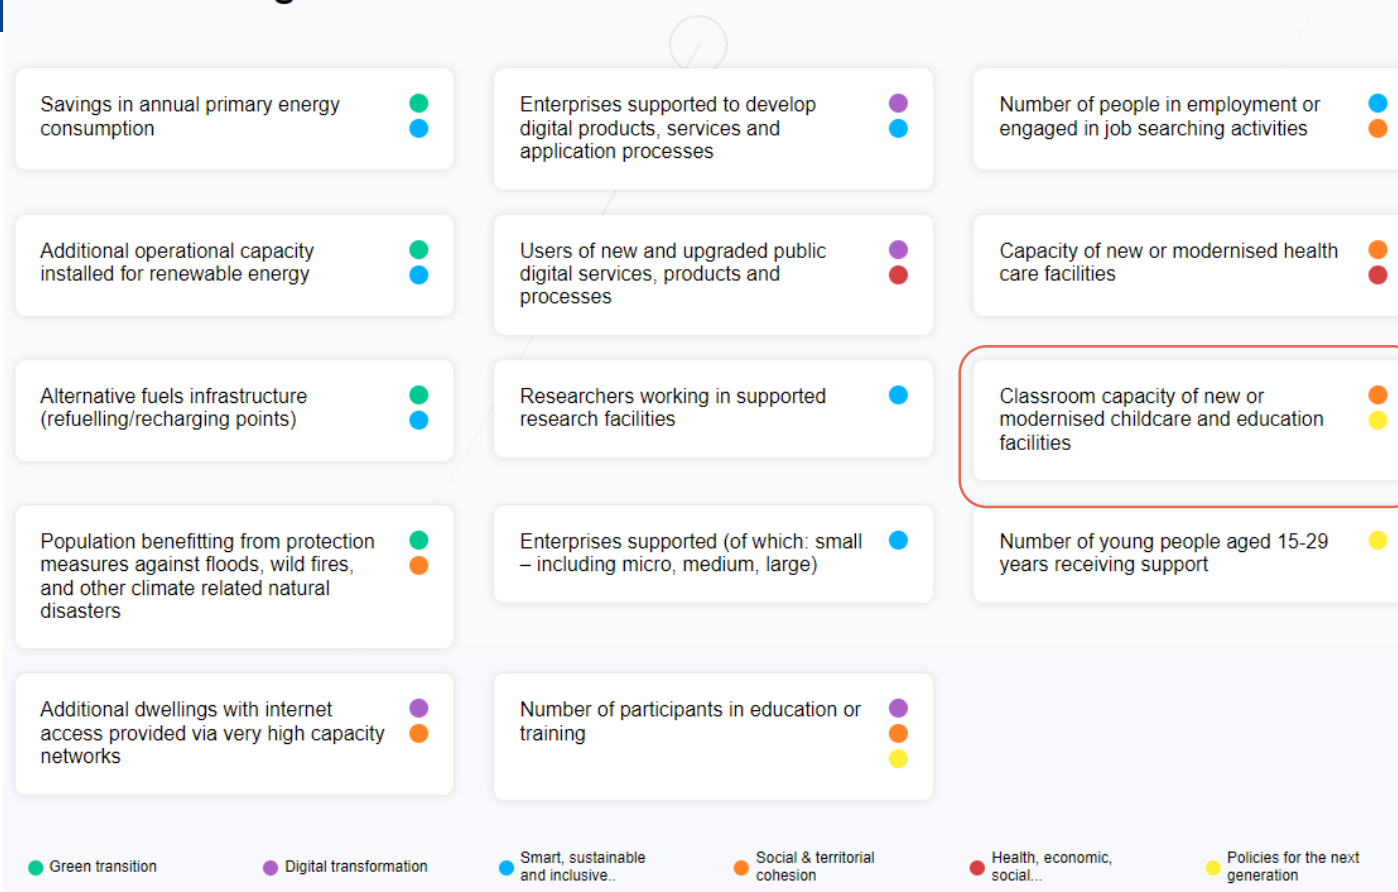 Savings in annual primary energy
consumption
Enterprises supported to develop
digital products, services and
application processes
Number of people in employment or
engaged in job searching activities
Additional operational capacity
installed for renewable energy
Users of new and upgraded public
digital services, products and
processes
Capacity of new or modernised health
care facilities
Alternative fuels infrastructure
(refuelling/recharging points)
Researchers working in supported
research facilities
Classroom capacity of new or
modernised childcare and education
facilities
Population benefitting from protection
measures against floods, wild fires,
and other climate related natural
disasters
Enterprises supported (of which: small
– including micro, medium, large)
Number of young people aged 15-29
years receiving support
Additional dwellings with internet
access provided via very high capacity
networks
Number of participants in education or
training
Green transition
Digital transformation
Smart, sustainable
and inclusive..
Social & territorial
cohesion
Health, economic,
social...
Policies for the next
generation